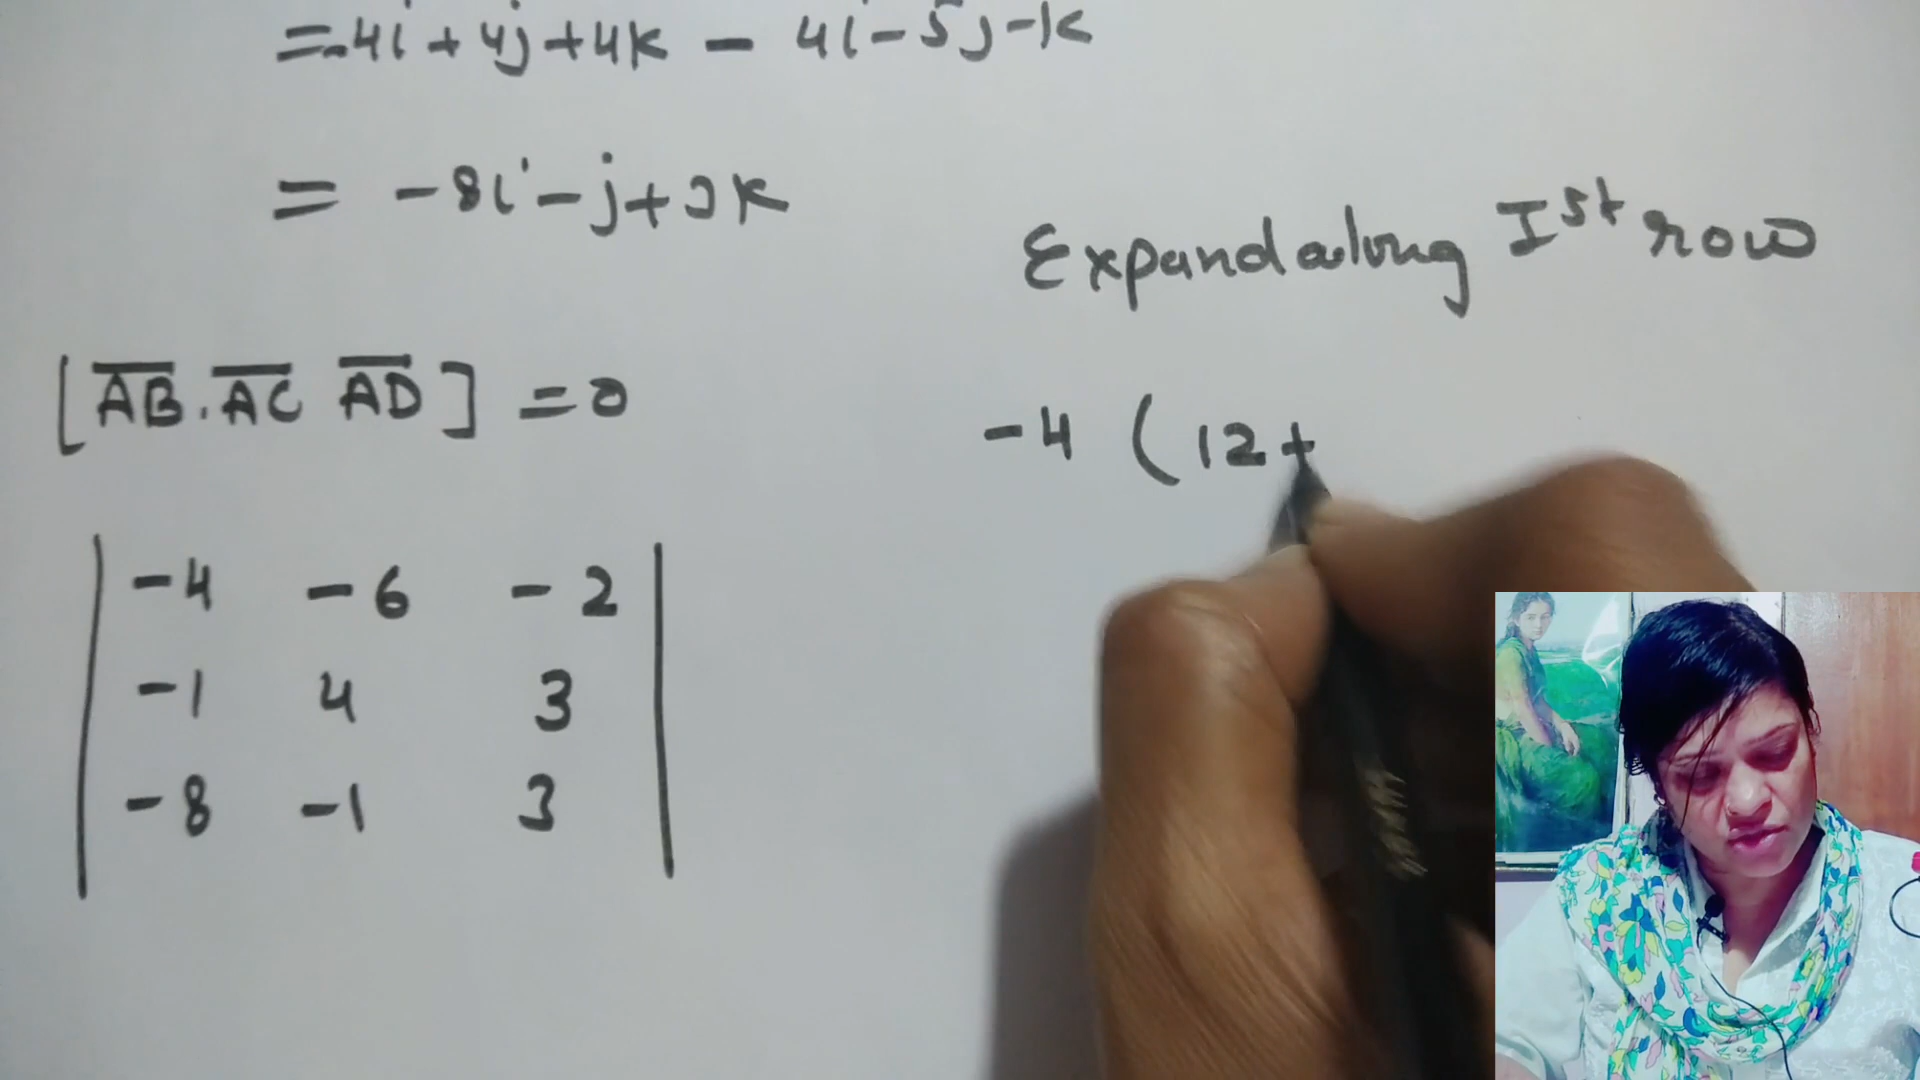 =-4i+4j+4k - 4i-5j-k
= -8i-j+3k
Expand along Ist row
[AB.AC AD] =0
-4 (12+
-4 -6 -2
-1 4 3
-8 -1 3